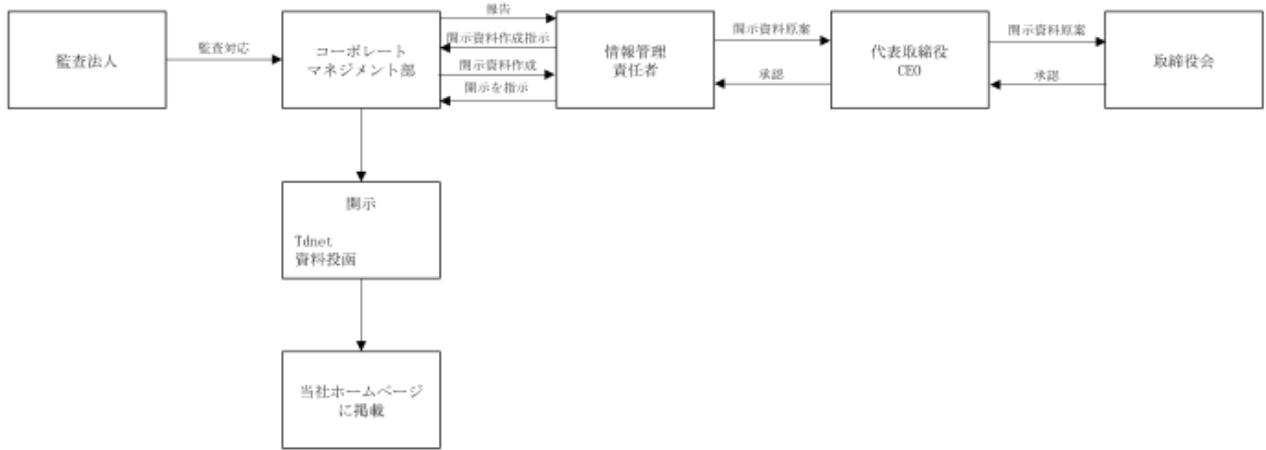 監査法人
監査対応
コーポレート
マネジメント部
報告
開示資料作成指示
開示資料作成
開示を指示
情報管理
責任者
開示資料原案
承認
代表取締役
CEO
開示資料原案
承認
取締役会
開示
Tdnet
資料投函
当社ホームページ
に掲載